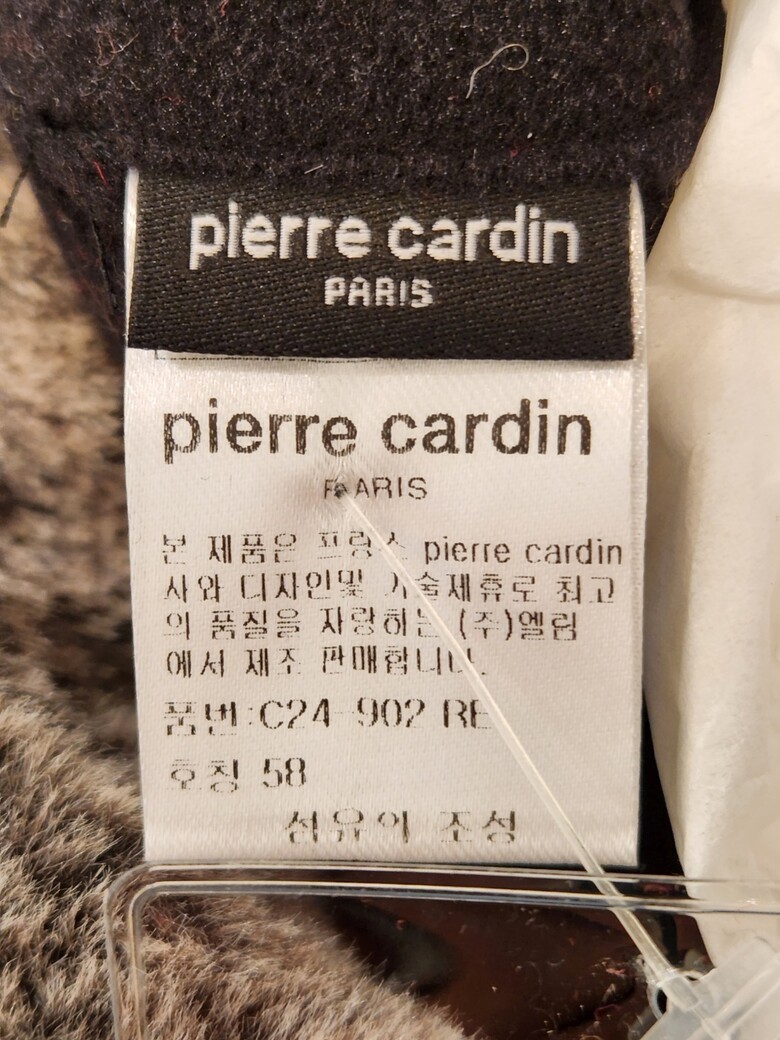 pierre cardin
PARIS
pierre cardin
PARIS
본 제품은 프랑스 pierre cardin
사와 디자인및 기술제휴로 최고
의 품질을 자랑하는 (주)엘림
에서 제조 판매합니다.
품번:C24-902 RE
호칭 58
섬유의 조성